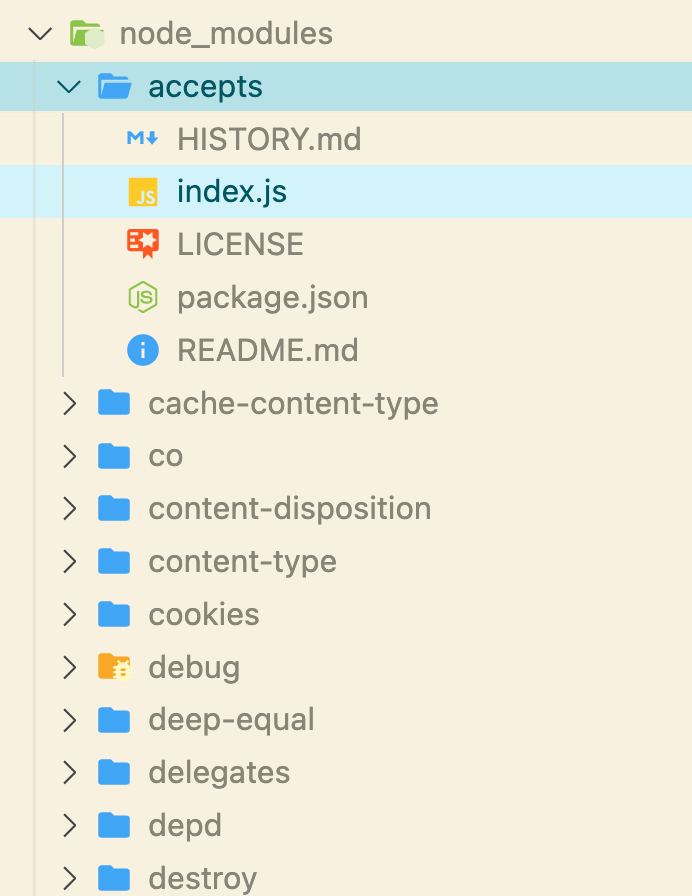 node_modules
accepts
HISTORY.md
index.js
LICENSE
package.json
README.md
cache-content-type
co
content-disposition
content-type
cookies
debug
deep-equal
delegates
depd
destroy